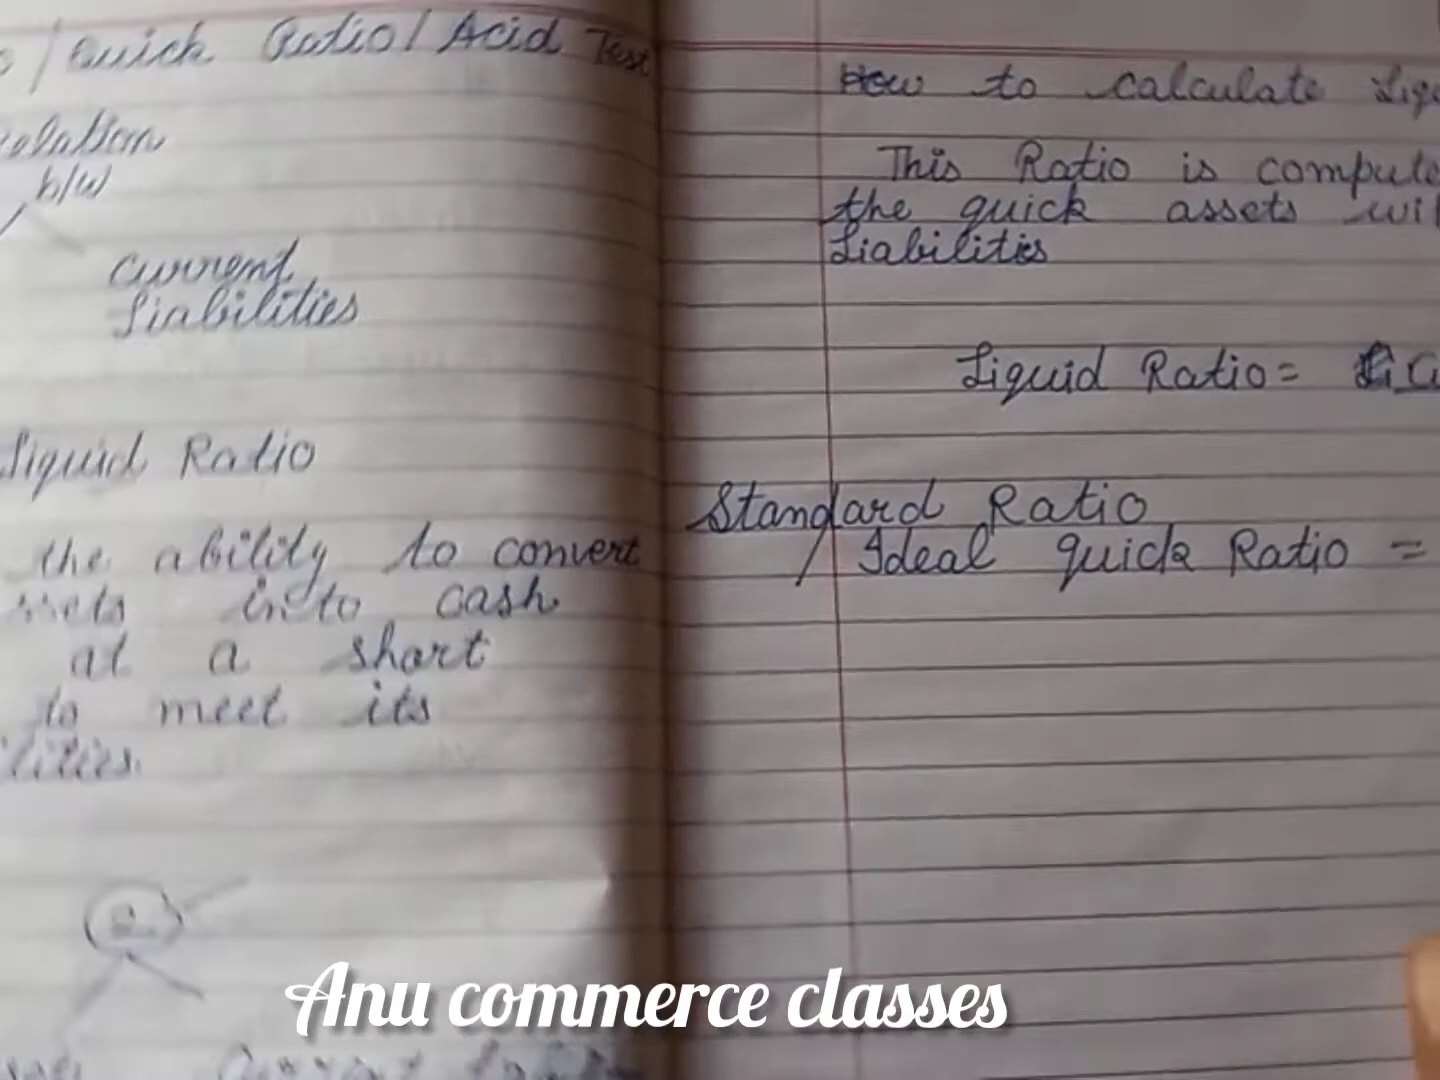 / Quick Ratio / Acid Test
b/w
Current
Liabilities
Liquid Ratio
the ability to convert
into cash
at a short
to meet its
How to calculate
This Ratio is
the quick assets
Liabilities
Liquid Ratio =
Standard Ratio
/ Ideal quick Ratio =
Anu commerce classes